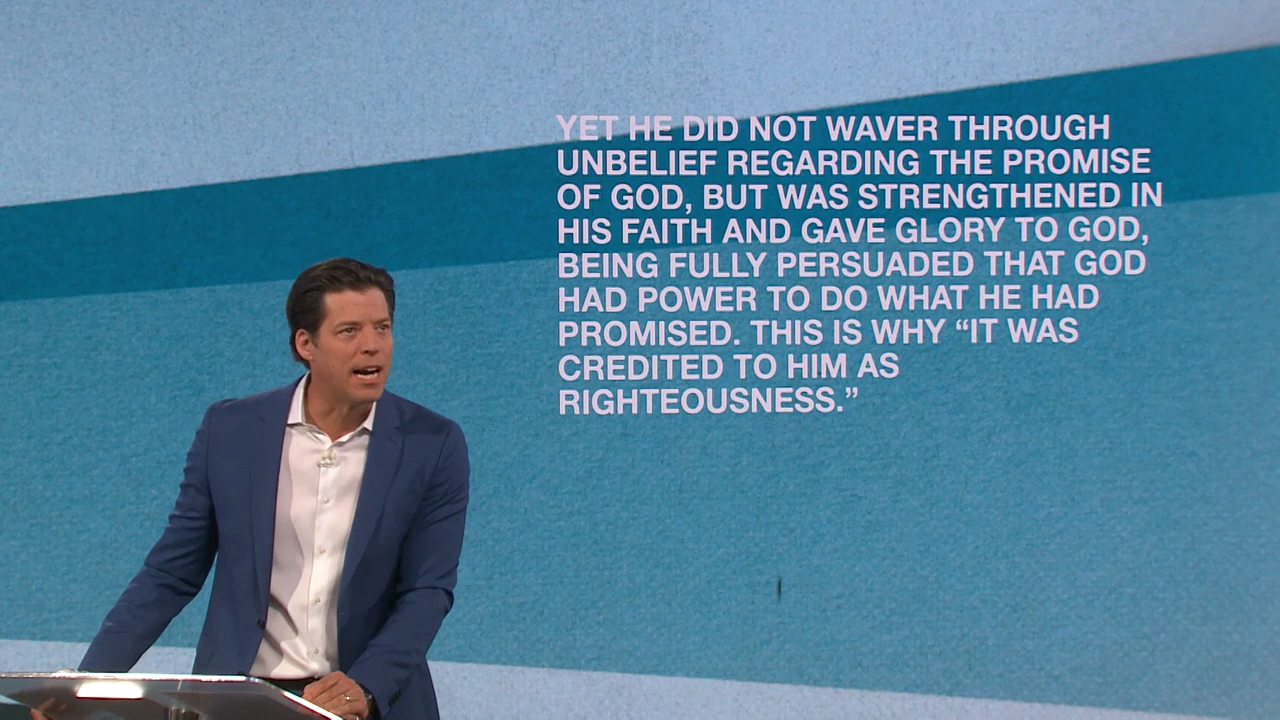 YET HE DID NOT WAVER THROUGH
UNBELIEF REGARDING THE PROMISE
OF GOD, BUT WAS STRENGTHENED IN
HIS FAITH AND GAVE GLORY TO GOD,
BEING FULLY PERSUADED THAT GOD
HAD POWER TO DO WHAT HE HAD
PROMISED. THIS IS WHY “IT WAS
CREDITED TO HIM AS
RIGHTEOUSNESS.”